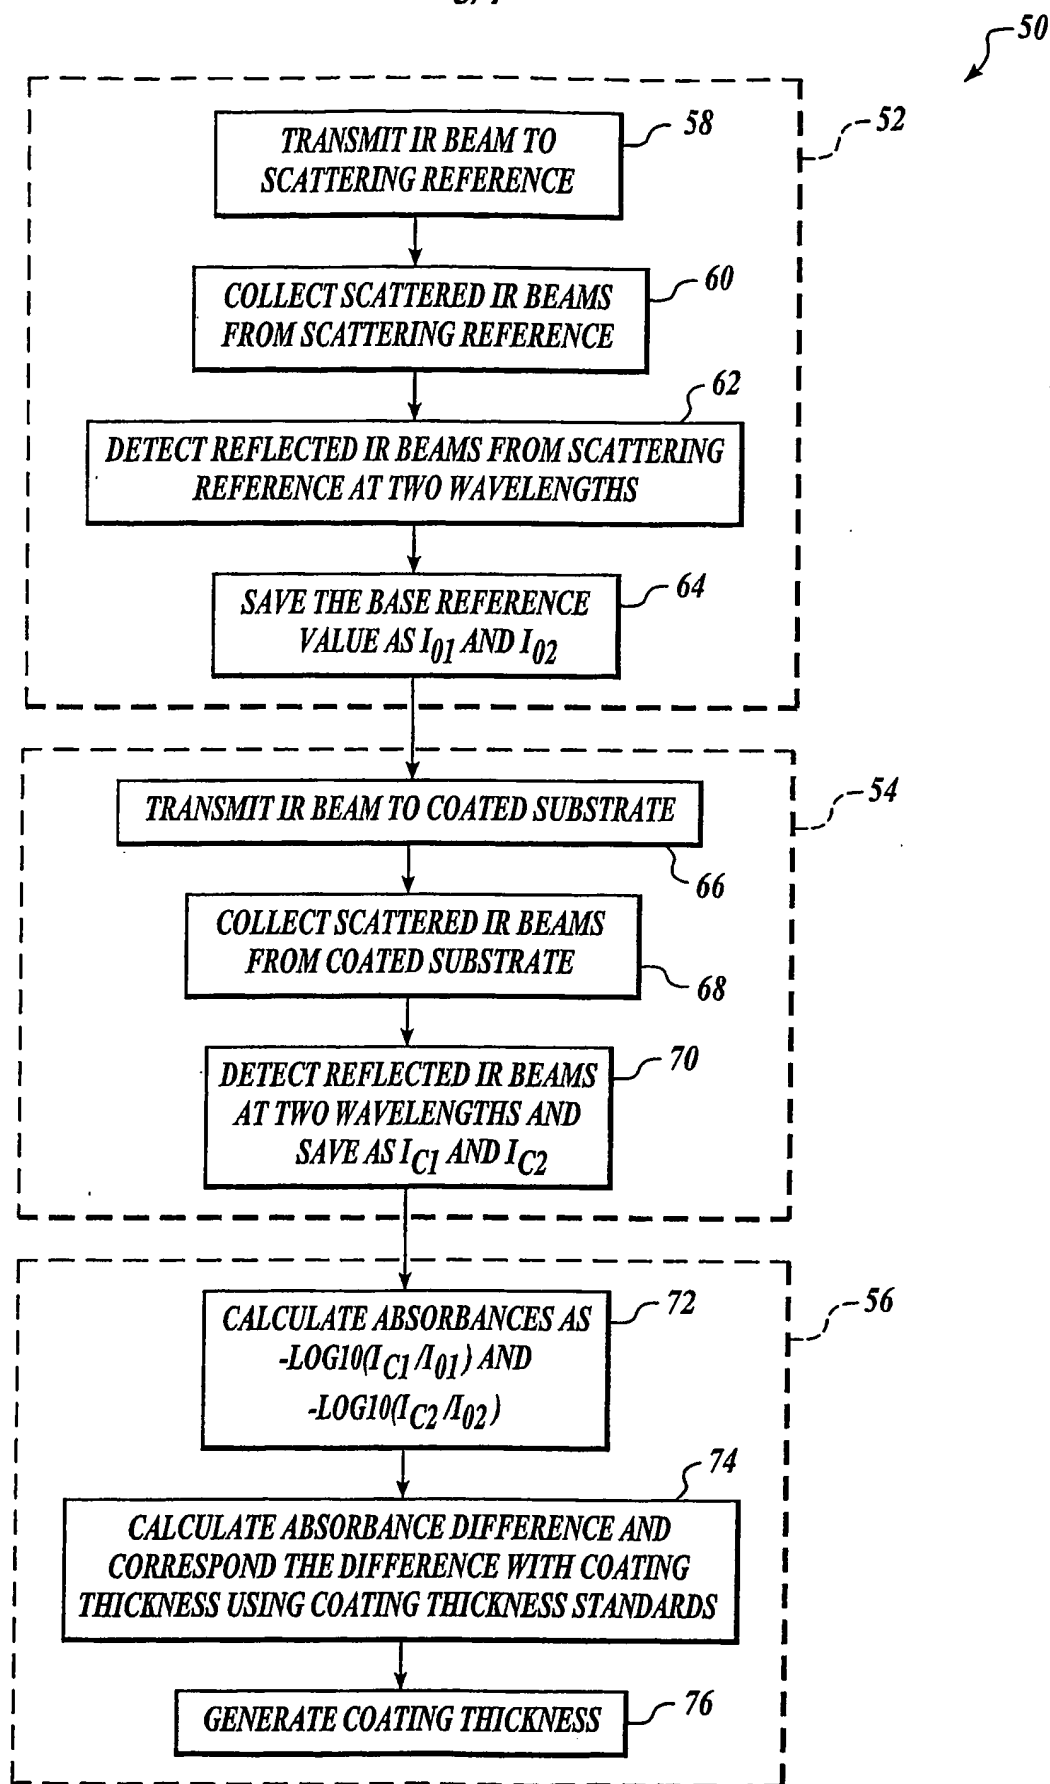 50
52
TRANSMIT IR BEAM TO
SCATTERING REFERENCE
58
COLLECT SCATTERED IR BEAMS
FROM SCATTERING REFERENCE
60
62
DETECT REFLECTED IR BEAMS FROM SCATTERING
REFERENCE AT TWO WAVELENGTHS
SAVE THE BASE REFERENCE
VALUE AS I01 AND I02
64
54
TRANSMIT IR BEAM TO COATED SUBSTRATE
66
COLLECT SCATTERED IR BEAMS
FROM COATED SUBSTRATE
68
DETECT REFLECTED IR BEAMS
AT TWO WAVELENGTHS AND
SAVE AS IC1 AND IC2
70
56
CALCULATE ABSORBANCES AS
-LOG10(IC1/I01) AND
-LOG10(IC2/I02)
72
74
CALCULATE ABSORBANCE DIFFERENCE AND
CORRESPOND THE DIFFERENCE WITH COATING
THICKNESS USING COATING THICKNESS STANDARDS
GENERATE COATING THICKNESS
76